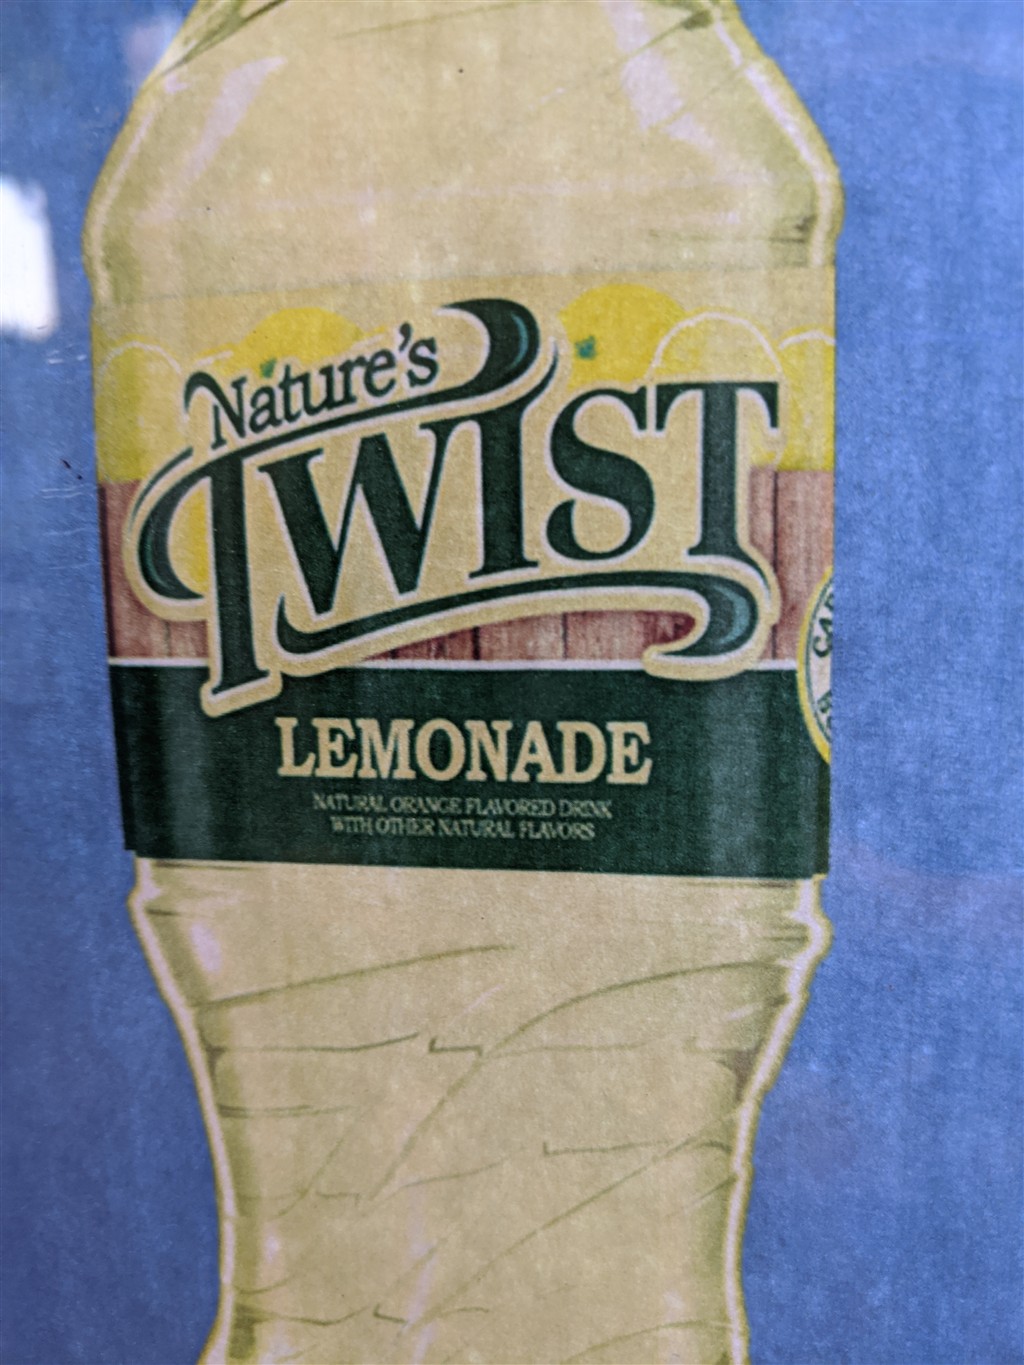 Nature's
TWIST
LEMONADE
NATURAL ORANGE FLAVORED DRINK
WITH OTHER NATURAL FLAVORS